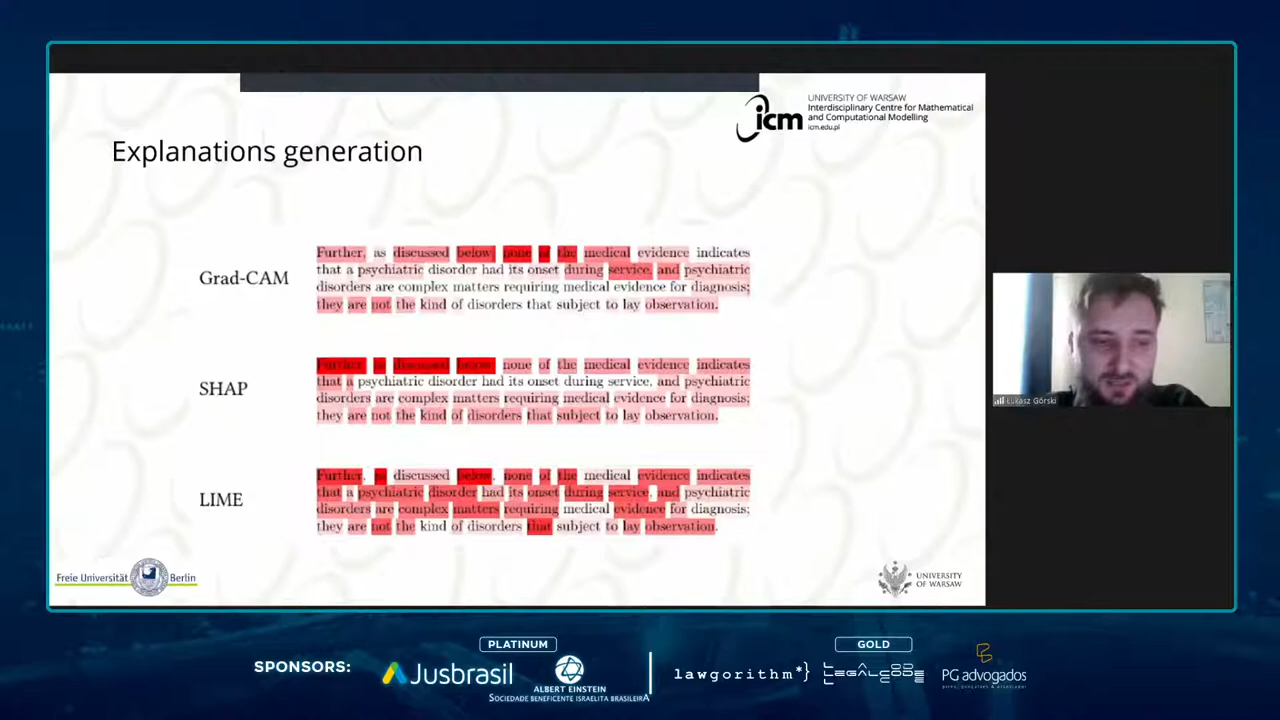 UNIVERSITY OF WARSAW
Interdisciplinary Centre for Mathematical
and Computational Modelling
icm.edu.pl
icm
Explanations generation
Grad-CAM
Further, as discussed below, none of the medical evidence indicates
that a psychiatric disorder had its onset during service, and psychiatric
disorders are complex matters requiring medical evidence for diagnosis;
they are not the kind of disorders that subject to lay observation.
SHAP
Further as discussed below none of the medical evidence indicates
that a psychiatric disorder had its onset during service, and psychiatric
disorders are complex matters requiring medical evidence for diagnosis;
they are not the kind of disorders that subject to lay observation.
LIME
Further, as discussed below, none of the medical evidence indicates
that a psychiatric disorder had its onset during service, and psychiatric
disorders are complex matters requiring medical evidence for diagnosis;
they are not the kind of disorders that subject to lay observation.
Łukasz Górski
Freie Universität Berlin
UNIVERSITY
OF WARSAW
SPONSORS:
PLATINUM
Jusbrasil
ALBERT EINSTEIN
SOCIEDADE BENEFICENTE ISRAELITA BRASILEIRA
lawgorithm*}
GOLD
LEGALCODE
PG advogados